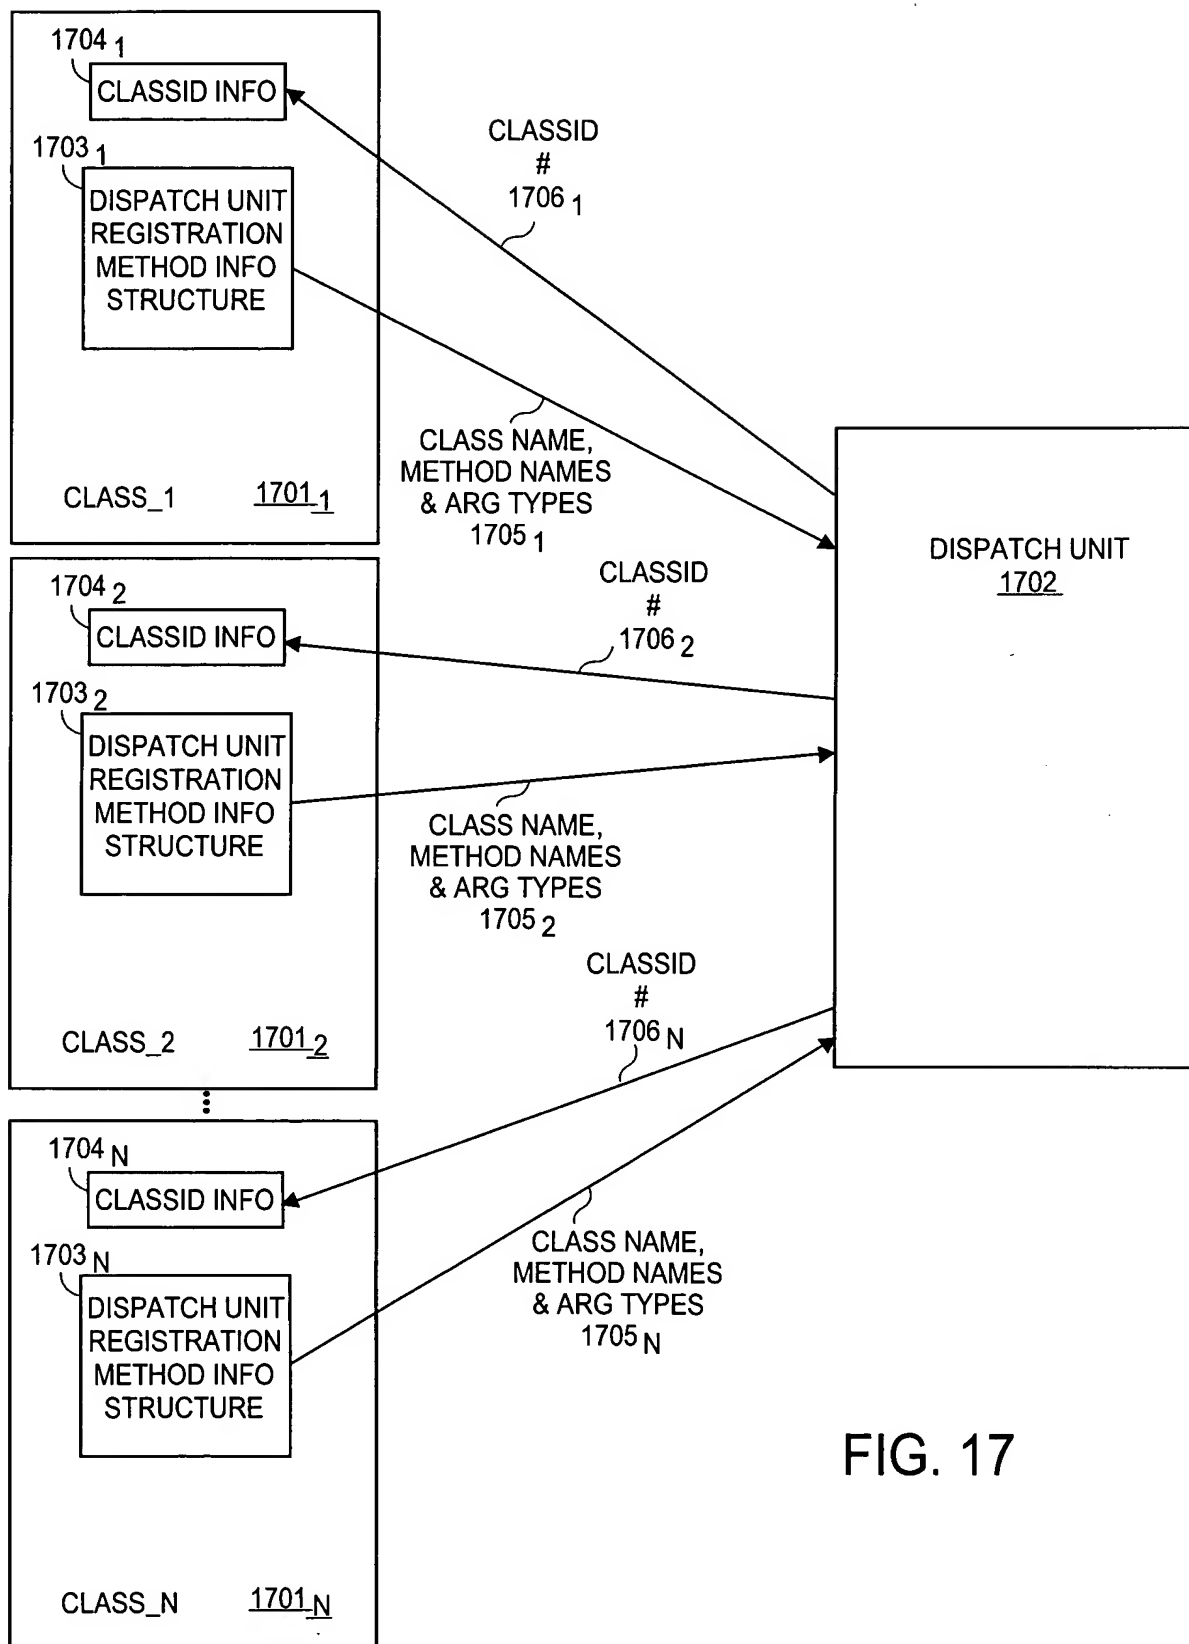 1704 1
CLASSID INFO
1703 1
DISPATCH UNIT
REGISTRATION
METHOD INFO
STRUCTURE
CLASS_1
1701 1
CLASSID
#
1706 1
CLASS NAME,
METHOD NAMES
& ARG TYPES
1705 1
1704 2
CLASSID INFO
1703 2
DISPATCH UNIT
REGISTRATION
METHOD INFO
STRUCTURE
CLASS_2
1701 2
CLASSID
#
1706 2
CLASS NAME,
METHOD NAMES
& ARG TYPES
1705 2
DISPATCH UNIT
1702
1704 N
CLASSID INFO
1703 N
DISPATCH UNIT
REGISTRATION
METHOD INFO
STRUCTURE
CLASS_N
1701 N
CLASSID
#
1706 N
CLASS NAME,
METHOD NAMES
& ARG TYPES
1705 N
FIG. 17